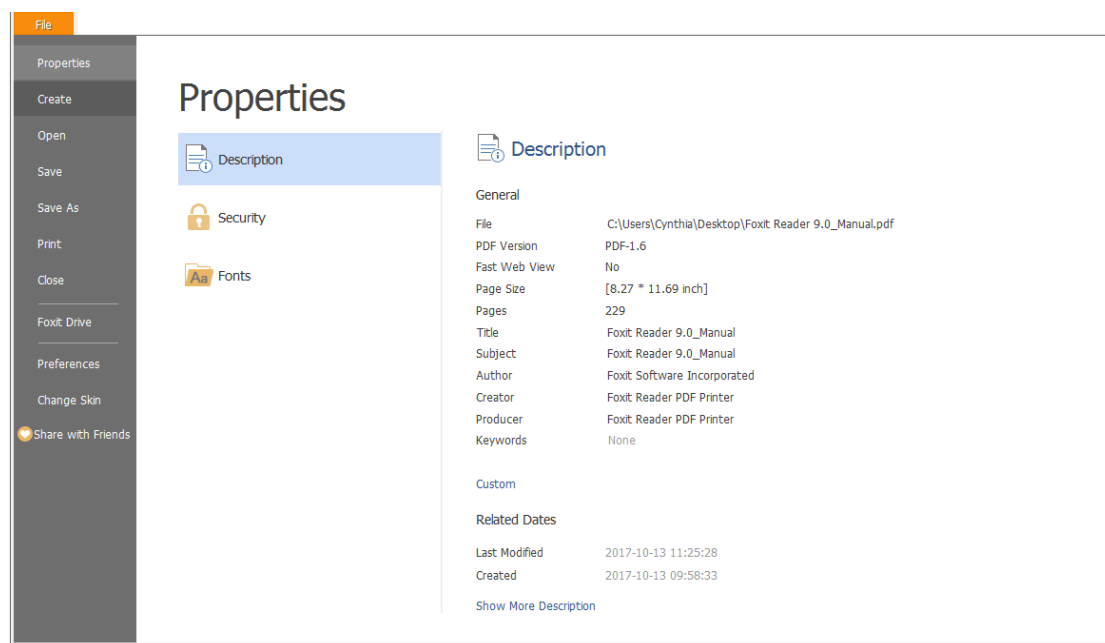 File
Properties
Create
Open
Save
Save As
Print
Close
Foxit Drive
Preferences
Change Skin
Share with Friends
Properties
Description
Security
Aa Fonts
Description
General
File C:\Users\Cynthia\Desktop\Foxit Reader 9.0_Manual.pdf
PDF Version PDF-1.6
Fast Web View No
Page Size [8.27 * 11.69 inch]
Pages 229
Title Foxit Reader 9.0_Manual
Subject Foxit Reader 9.0_Manual
Author Foxit Software Incorporated
Creator Foxit Reader PDF Printer
Producer Foxit Reader PDF Printer
Keywords None
Custom
Related Dates
Last Modified 2017-10-13 11:25:28
Created 2017-10-13 09:58:33
Show More Description